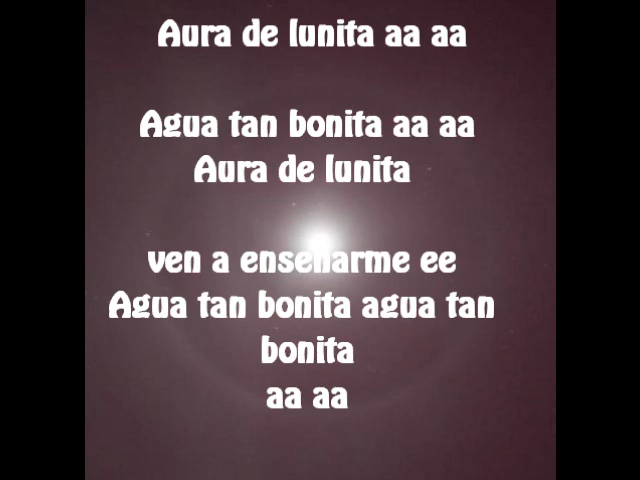 Aura de lunita aa aa
Agua tan bonita aa aa
Aura de lunita
ven a enseñarme ee
Agua tan bonita agua tan
bonita
aa aa